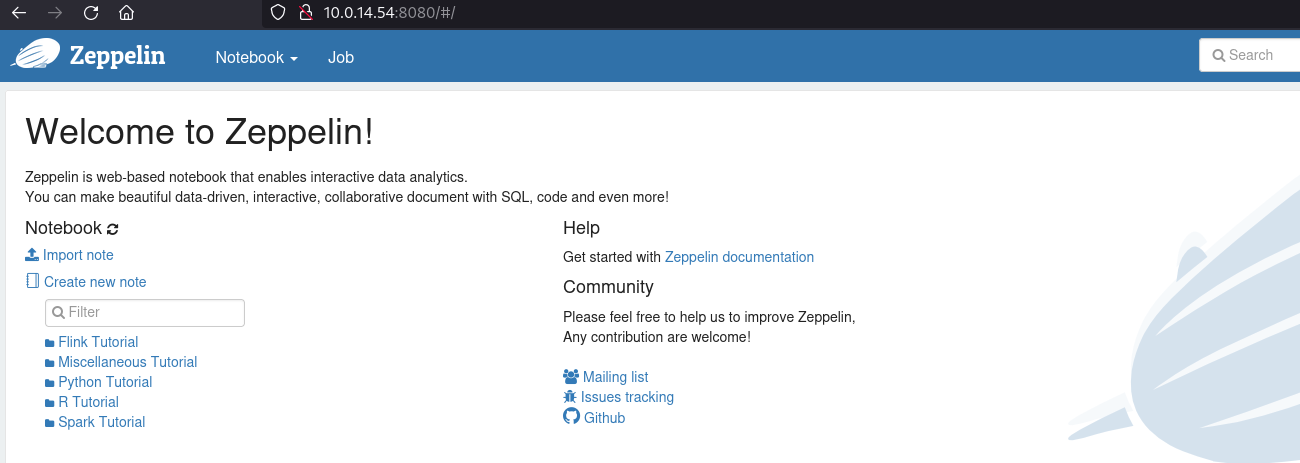 10.0.14.54:8080/#/
Zeppelin Notebook Job Search
Welcome to Zeppelin!
Zeppelin is web-based notebook that enables interactive data analytics.
You can make beautiful data-driven, interactive, collaborative document with SQL, code and even more!
Notebook
Import note
Create new note
Filter
Flink Tutorial
Miscellaneous Tutorial
Python Tutorial
R Tutorial
Spark Tutorial
Help
Get started with Zeppelin documentation
Community
Please feel free to help us to improve Zeppelin,
Any contribution are welcome!
Mailing list
Issues tracking
Github